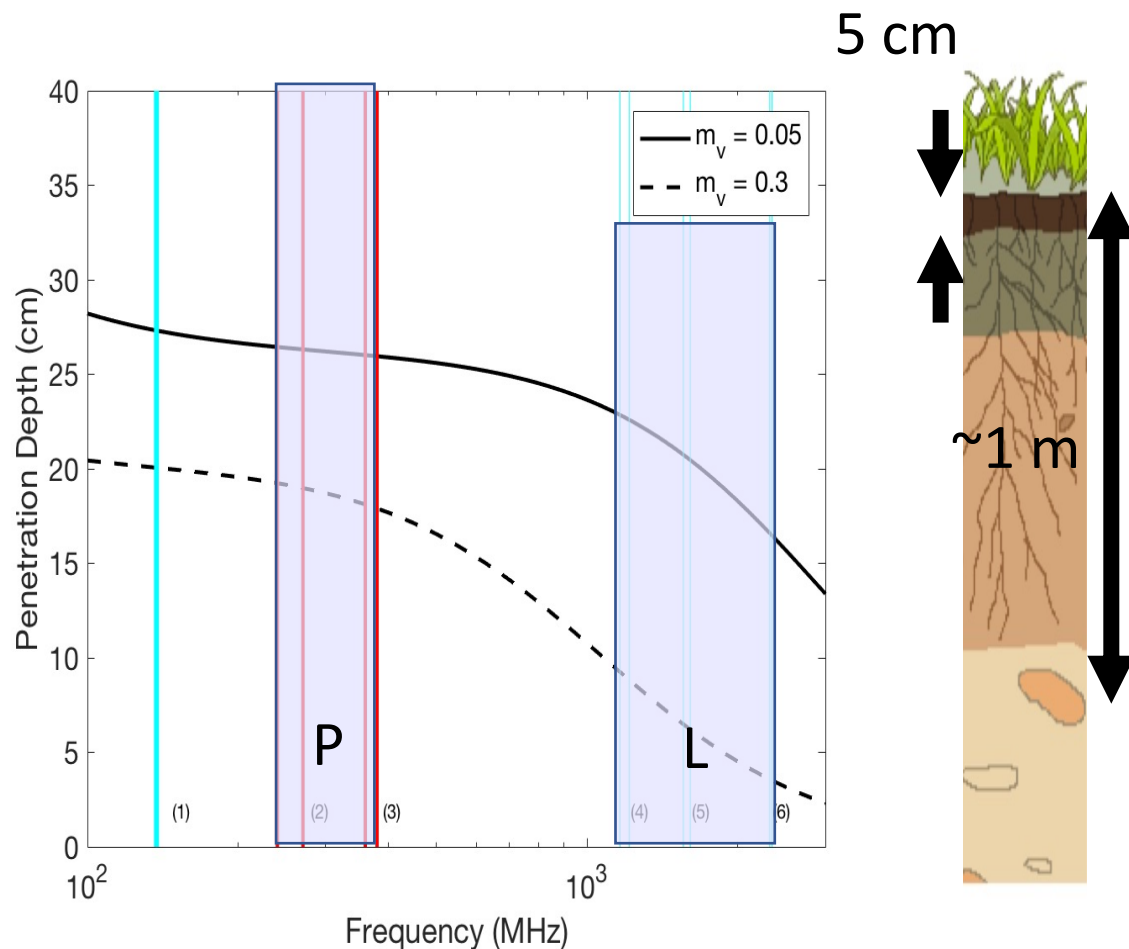 5 cm
40
35
30
25
20
15
10
5
0
Penetration Depth (cm)
m_v = 0.05
m_v = 0.3
~1 m
P
L
(1)
(2)
(3)
(4)
(5)
(6)
10^2
10^3
Frequency (MHz)